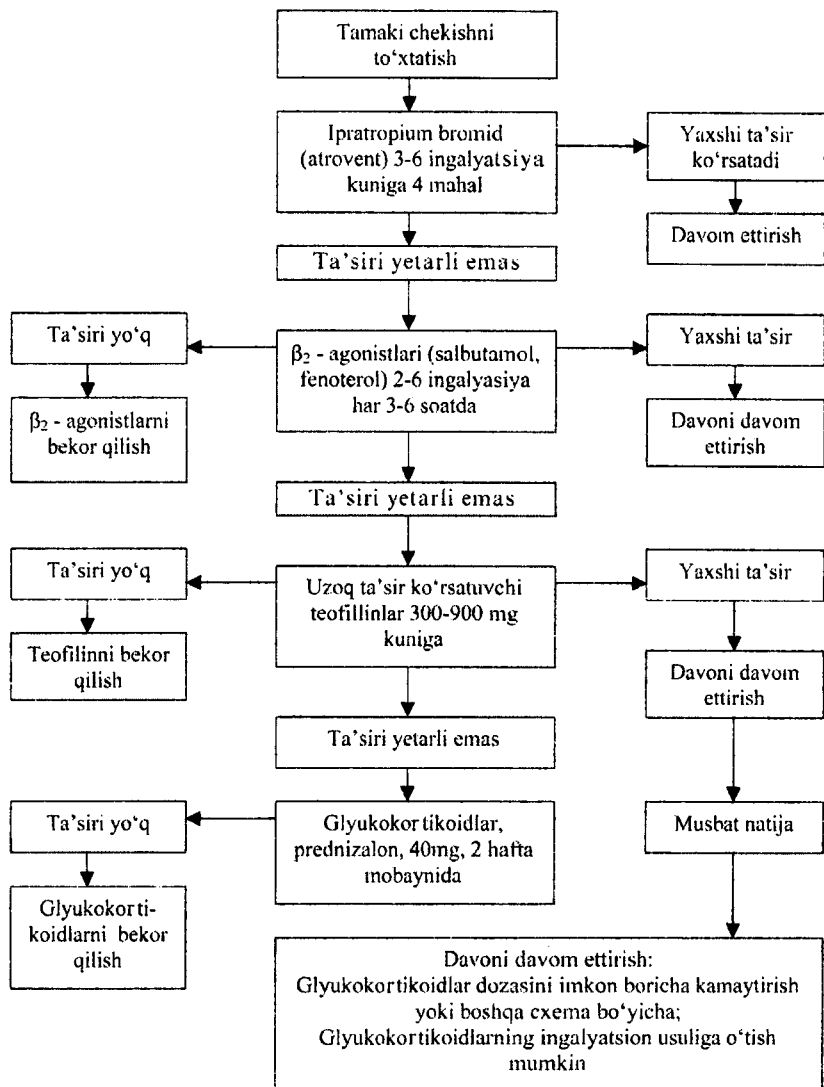 Tamaki chekishni
to‘xtatish
Ipratropium bromid
(atrovent) 3-6 ingalyatsiya
kuniga 4 mahal
Yaxshi ta’sir
ko‘rsatadi
Davom ettirish
Ta’siri yetarli emas
Ta’siri yo‘q
β₂ - agonistlari (salbutamol,
fenoterol) 2-6 ingalyasiya
har 3-6 soatda
Yaxshi ta’sir
β₂ - agonistlarni
bekor qilish
Davoni davom
ettirish
Ta’siri yetarli emas
Ta’siri yo‘q
Uzoq ta’sir ko‘rsatuvchi
teofillinlar 300-900 mg
kuniga
Yaxshi ta’sir
Teofilinni bekor
qilish
Davoni davom
ettirish
Ta’siri yetarli emas
Ta’siri yo‘q
Glyukokortikoidlar,
prednizalon, 40mg, 2 hafta
mobaynida
Musbat natija
Glyukokorti-
koidlarni bekor
qilish
Davoni davom ettirish:
Glyukokortikoidlar dozasini imkon boricha kamaytirish
yoki boshqa cxema bo‘yicha;
Glyukokortikoidlarning ingalyatsion usuliga o‘tish
mumkin